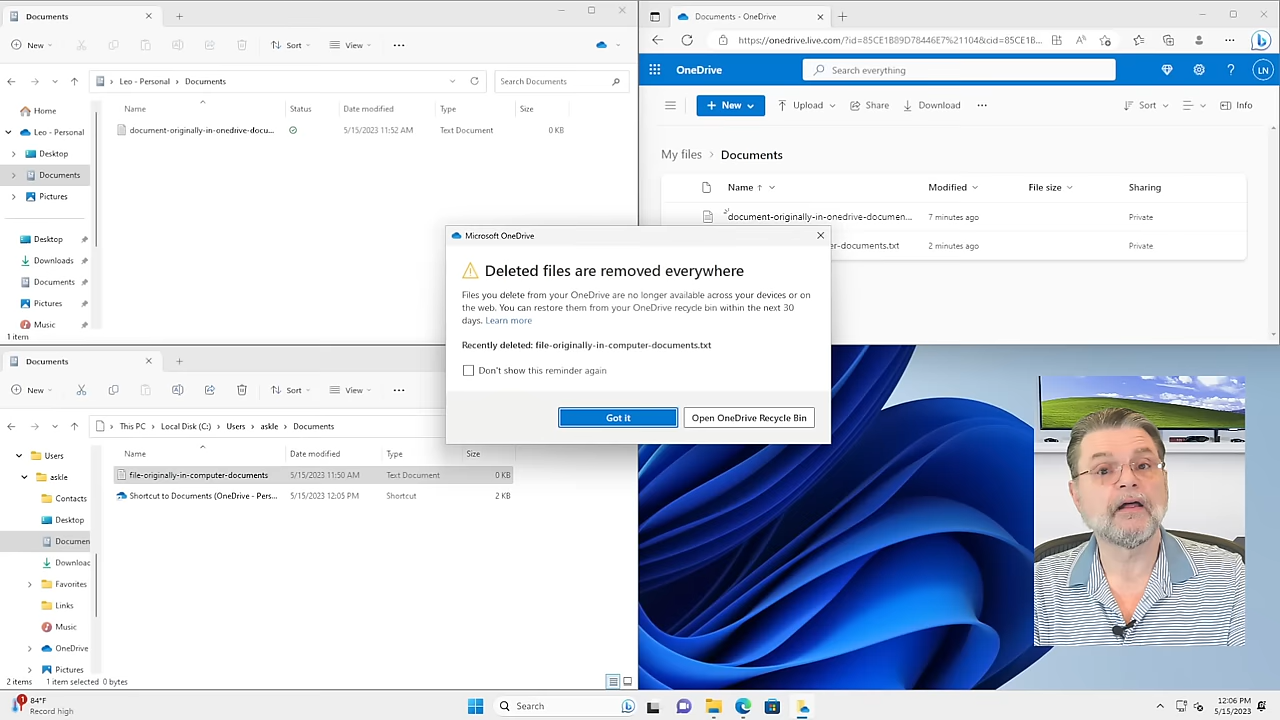 Documents
New
Sort
View
Leo - Personal
Documents
Search Documents
Home
Leo - Personal
Desktop
Documents
Pictures
Desktop
Downloads
Documents
Pictures
Music
1 item
Name
Status
Date modified
Type
Size
document-originally-in-onedrive-docu...
5/15/2023 11:52 AM
Text Document
0 KB
Documents - OneDrive
https://onedrive.live.com/?id=85CE1B89D78446E7%21104&cid=85CE1B...
OneDrive
Search everything
LN
New
Upload
Share
Download
Sort
Info
My files > Documents
Name
Modified
File size
Sharing
document-originally-in-onedrive-documen...
7 minutes ago
Private
er-documents.txt
2 minutes ago
Private
Microsoft OneDrive
Deleted files are removed everywhere
Files you delete from your OneDrive are no longer available across your devices or on
the web. You can restore them from your OneDrive recycle bin within the next 30
days. Learn more
Recently deleted: file-originally-in-computer-documents.txt
Don't show this reminder again
Got it
Open OneDrive Recycle Bin
Documents
New
Sort
View
This PC
Local Disk (C:)
Users
askle
Documents
Users
askle
Contacts
Desktop
Documen
Downloac
Favorites
Links
Music
OneDrive
Pictures
2 items
1 item selected 0 bytes
Name
Date modified
Type
Size
file-originally-in-computer-documents
5/15/2023 11:50 AM
Text Document
0 KB
Shortcut to Documents (OneDrive - Pers...
5/15/2023 12:05 PM
Shortcut
2 KB
1
84°F
Record high
Search
12:06 PM
5/15/2023